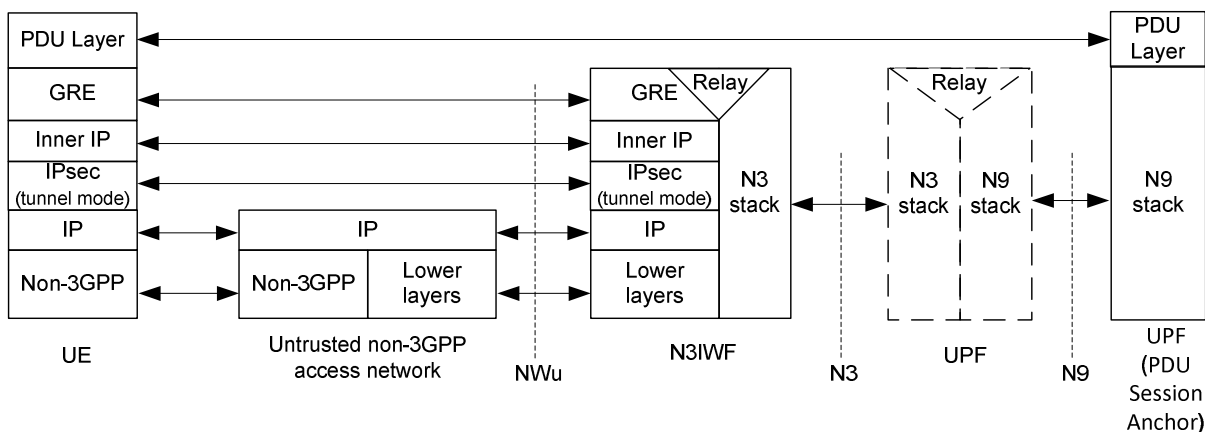 PDU Layer
PDU
Layer
GRE
GRE
Relay
Relay
Inner IP
Inner IP
IPsec
(tunnel mode)
IPsec
(tunnel mode)
N3
stack
N3
stack
N9
stack
N9
stack
IP
IP
IP
Non-3GPP
Non-3GPP
Lower
layers
Lower
layers
UE
Untrusted non-3GPP
access network
NWu
N3IWF
N3
UPF
N9
UPF
(PDU
Session
Anchor)